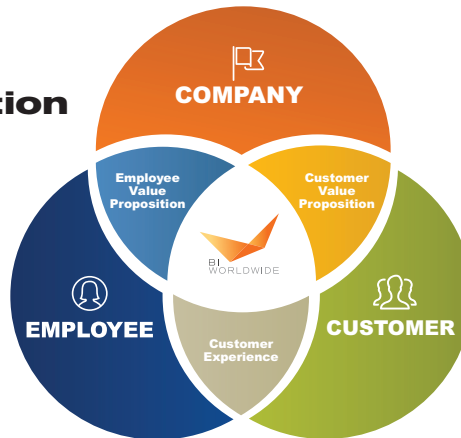 tion
COMPANY
Employee
Value
Proposition
Customer
Value
Proposition
BI
WORLDWIDE
EMPLOYEE
CUSTOMER
Customer
Experience